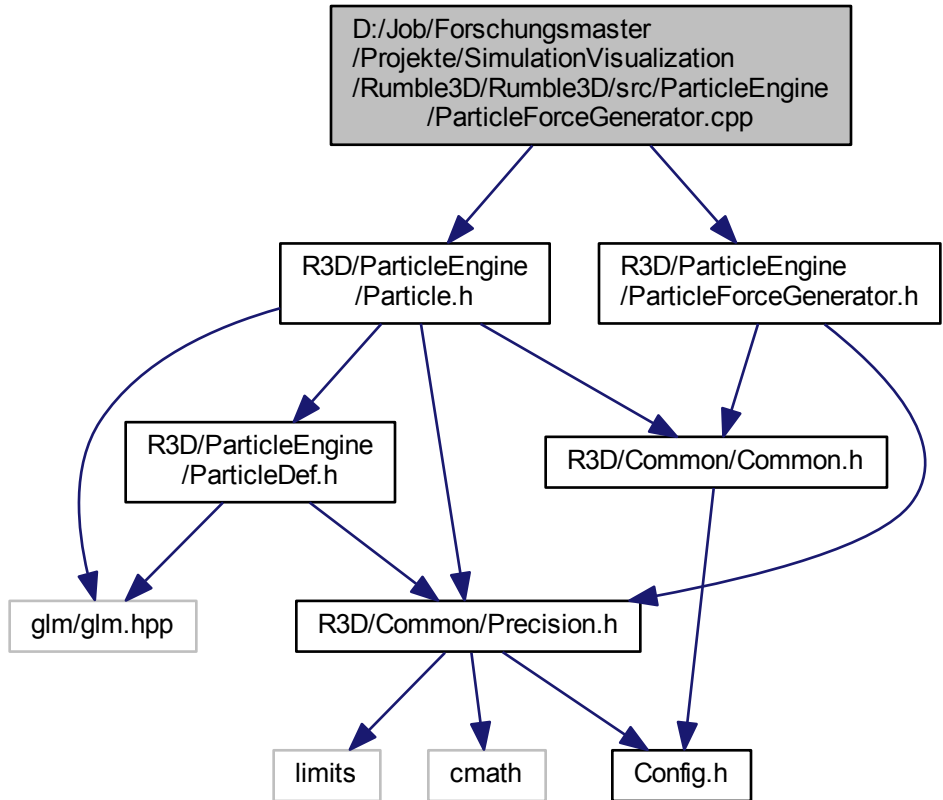 D:/Job/Forschungsmaster
/Projekte/SimulationVisualization
/Rumble3D/Rumble3D/src/ParticleEngine
/ParticleForceGenerator.cpp
R3D/ParticleEngine
/Particle.h
R3D/ParticleEngine
/ParticleForceGenerator.h
R3D/ParticleEngine
/ParticleDef.h
R3D/Common/Common.h
glm/glm.hpp
R3D/Common/Precision.h
limits
cmath
Config.h